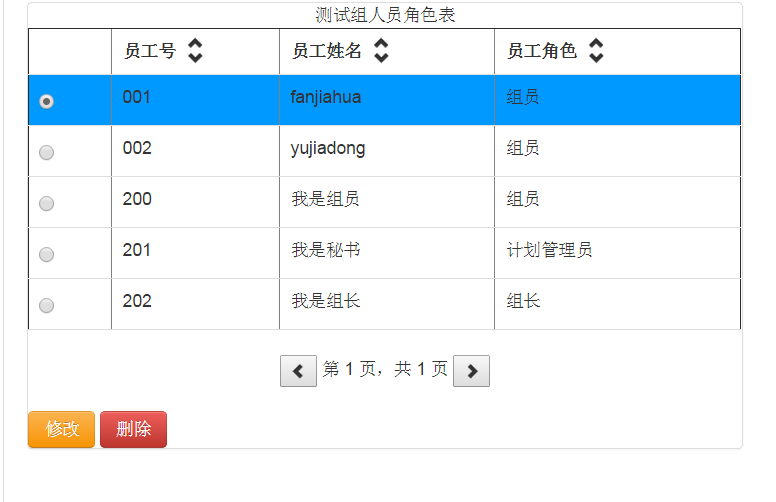 测试组人员角色表
员工号 员工姓名 员工角色
001 fanjiahua 组员
002 yujiadong 组员
200 我是组员 组员
201 我是秘书 计划管理员
202 我是组长 组长
第 1 页，共 1 页
修改 删除